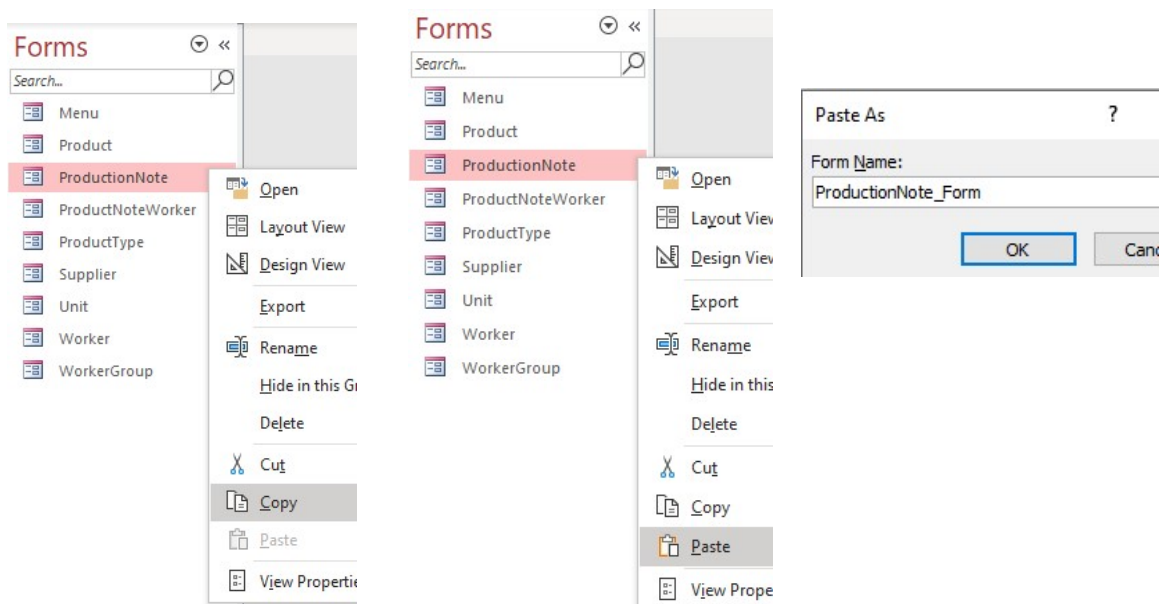 Forms
Search...
Menu
Product
ProductionNote
ProductNoteWorker
ProductType
Supplier
Unit
Worker
WorkerGroup
Open
Layout View
Design View
Export
Rename
Hide in this Gr
Delete
Cut
Copy
Paste
View Propertie
Forms
Search...
Menu
Product
ProductionNote
ProductNoteWorker
ProductType
Supplier
Unit
Worker
WorkerGroup
Open
Layout View
Design View
Export
Rename
Hide in this
Delete
Cut
Copy
Paste
View Prope
Paste As ?
Form Name:
ProductionNote_Form
OK Canc